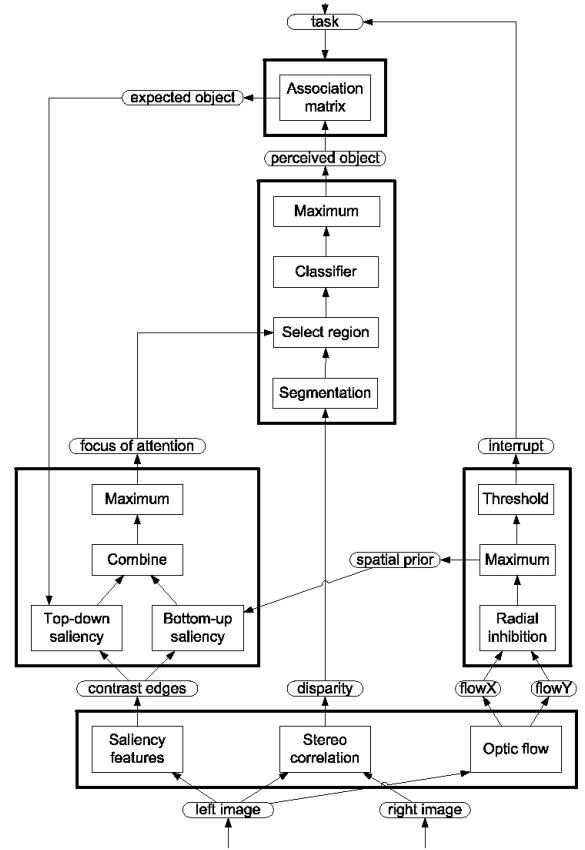 task
expected object
Association
matrix
perceived object
Maximum
Classifier
Select region
Segmentation
focus of attention
interrupt
Maximum
Threshold
Combine
spatial prior
Maximum
Top-down
saliency
Bottom-up
saliency
Radial
inhibition
contrast edges
disparity
flowX
flowY
Saliency
features
Stereo
correlation
Optic flow
left image
right image